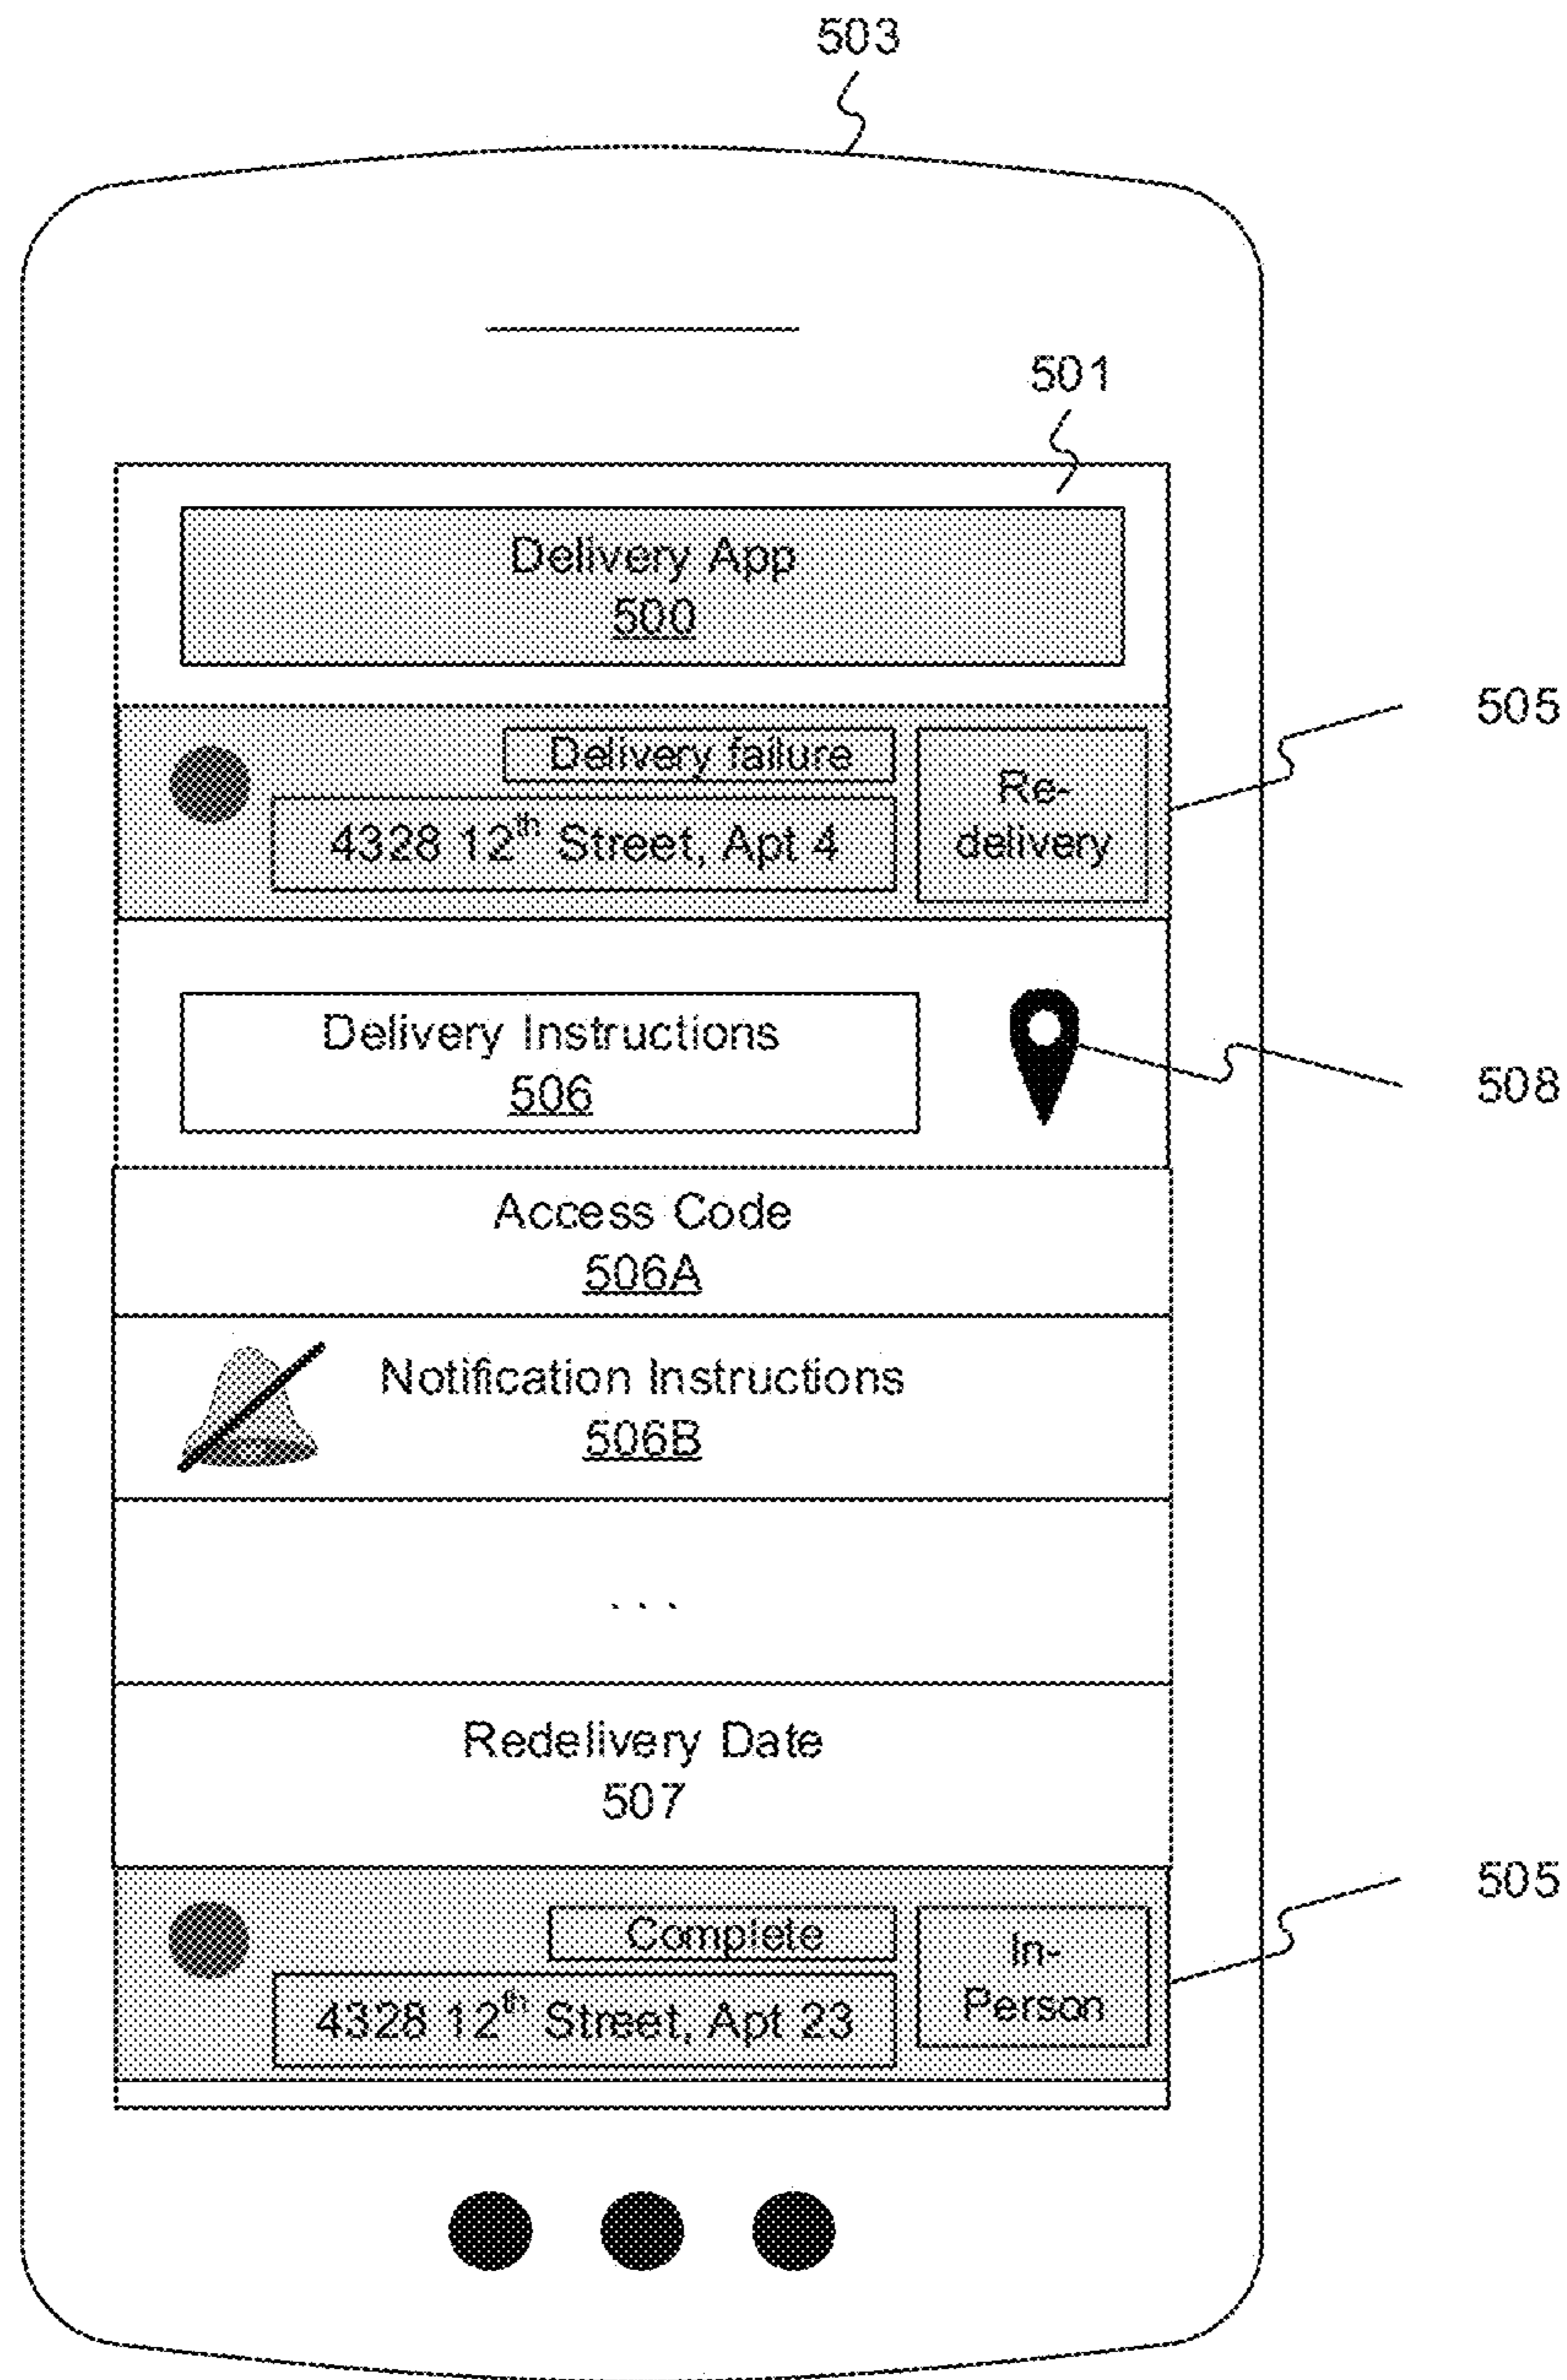 503
501
Delivery App
500
505
Delivery failure
Re-
delivery
4328 12th Street, Apt 4
Delivery Instructions
506
508
Access Code
506A
Notification Instructions
506B
...
Redelivery Date
507
505
Complete
In-
Person
4328 12th Street, Apt 23